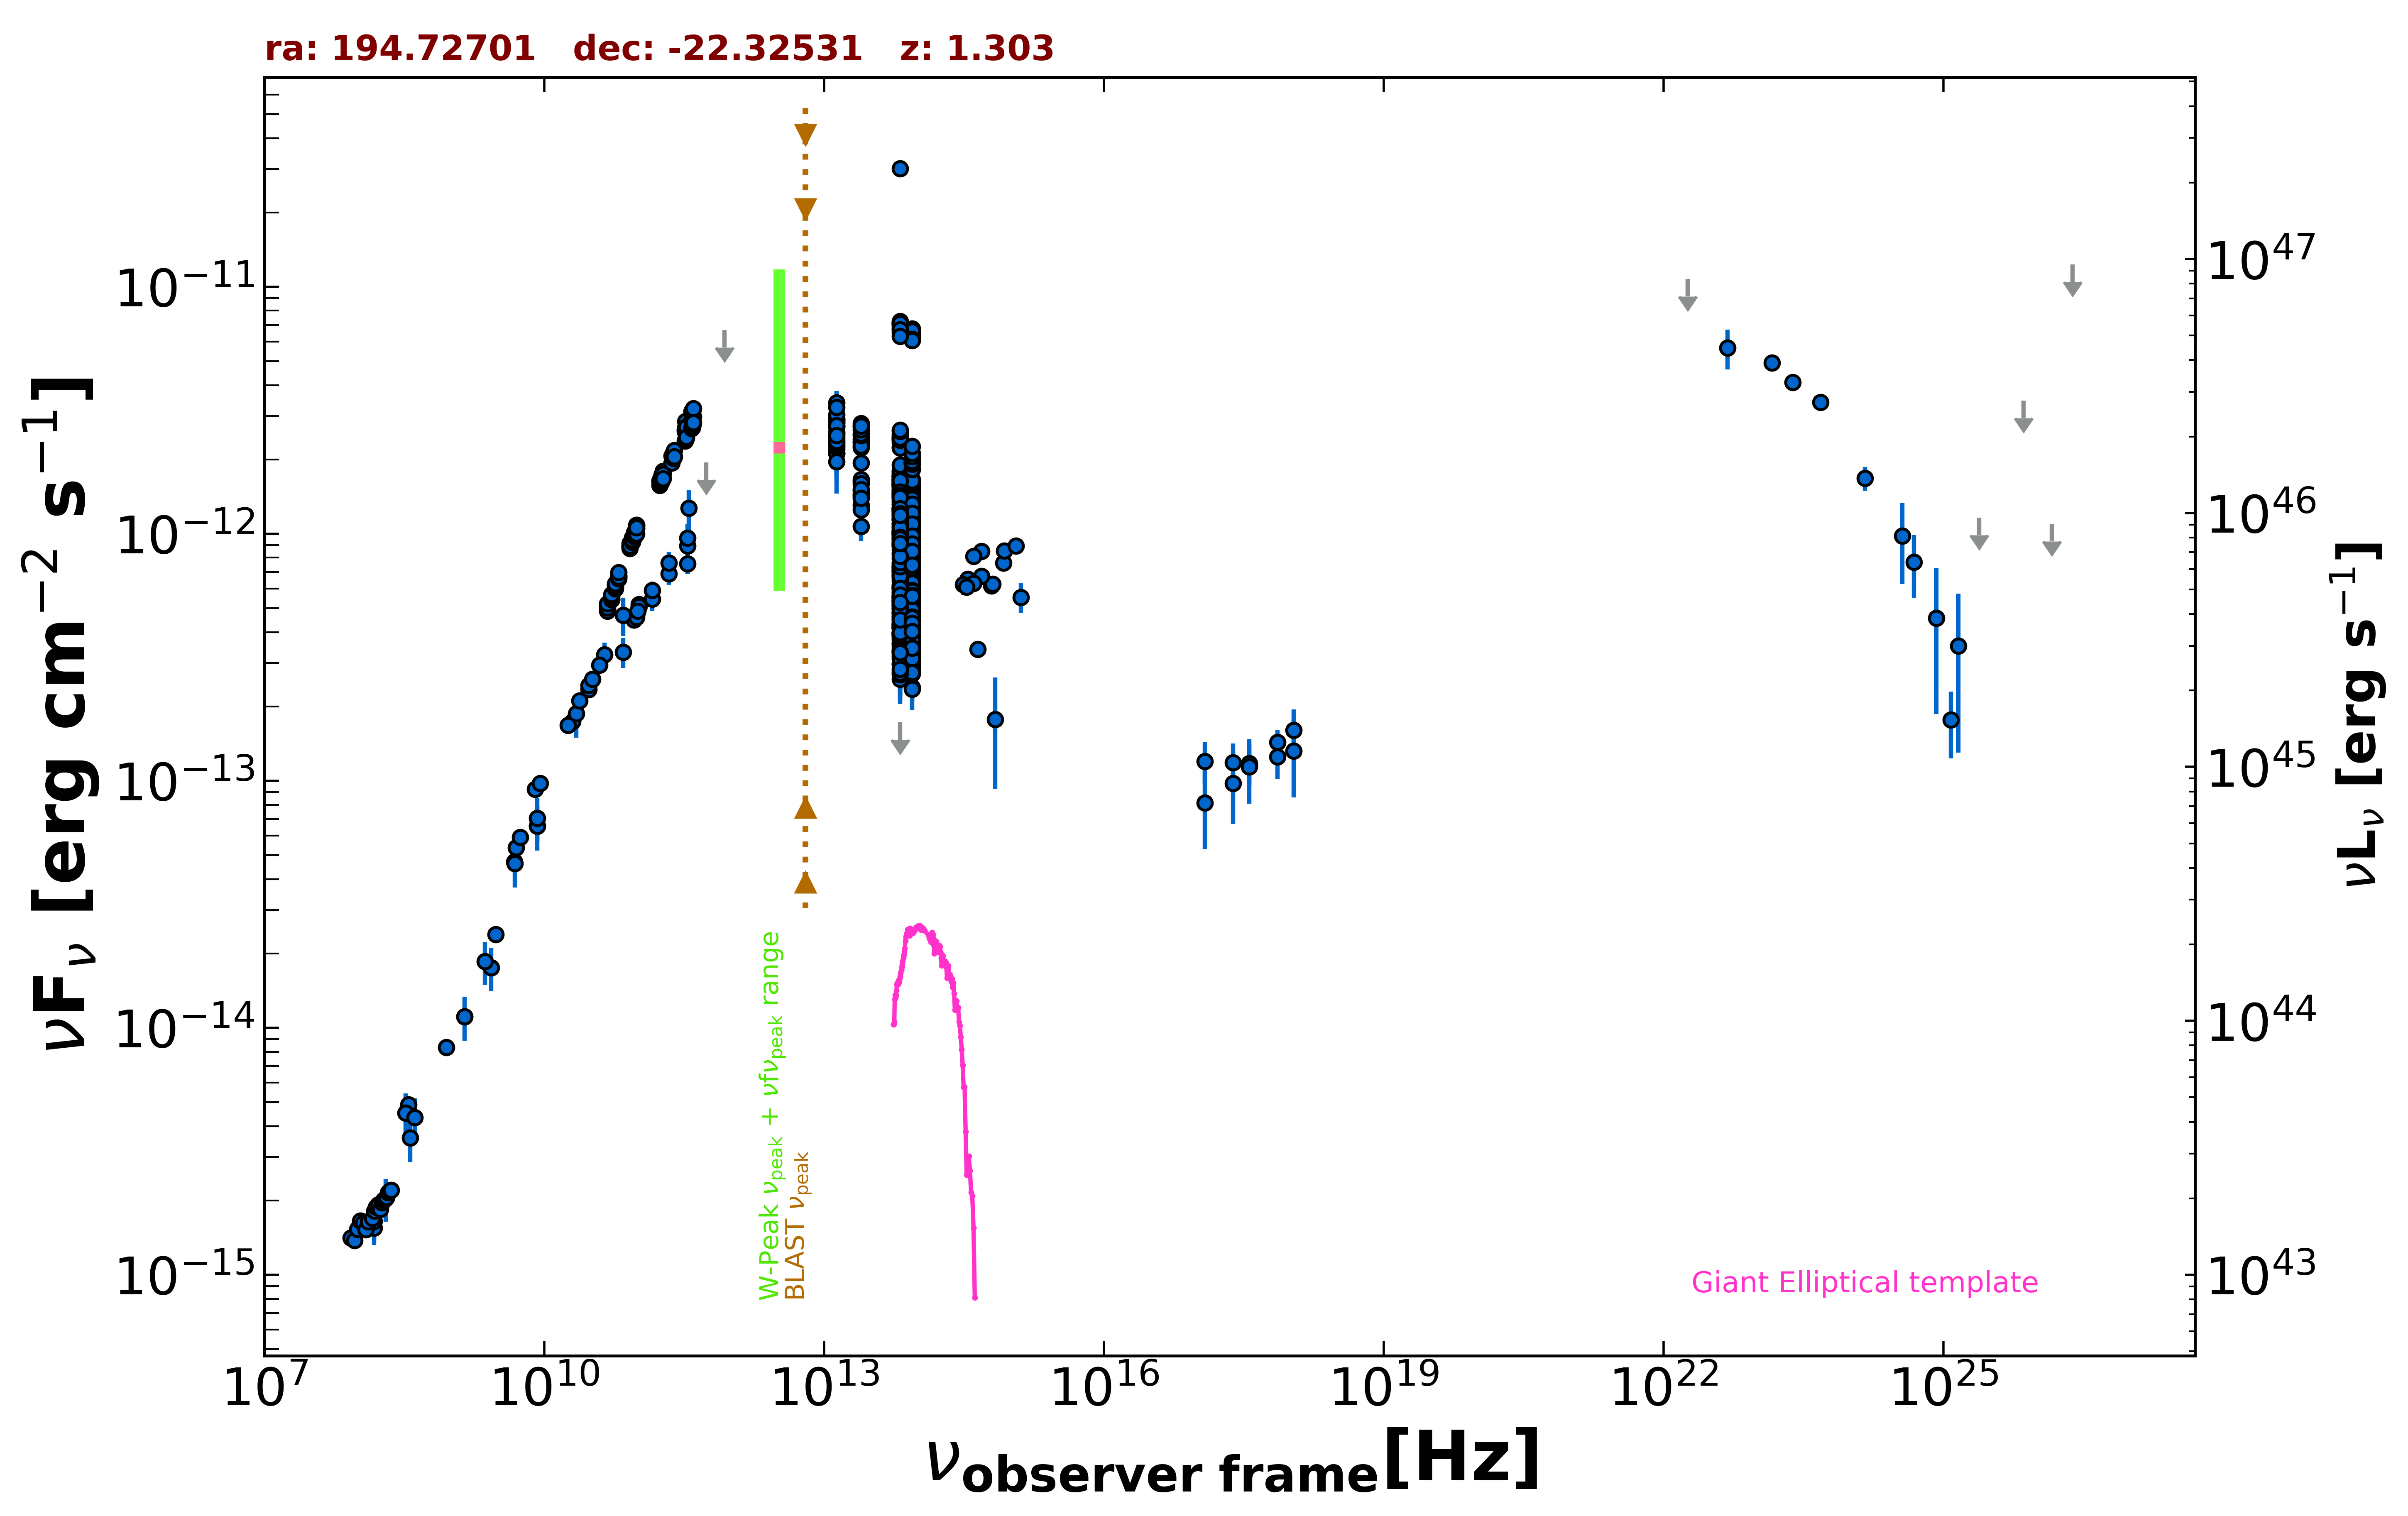 ra: 194.72701 dec: -22.32531 z: 1.303
νFν [erg cm−2 s−1]
10−11
10−12
10−13
10−14
10−15
W-Peak νpeak + νfνpeak range
BLAST νpeak
Giant Elliptical template
1047
1046
1045
1044
1043
νLν [erg s−1]
107 1010 1013 1016 1019 1022 1025
νobserver frame[Hz]